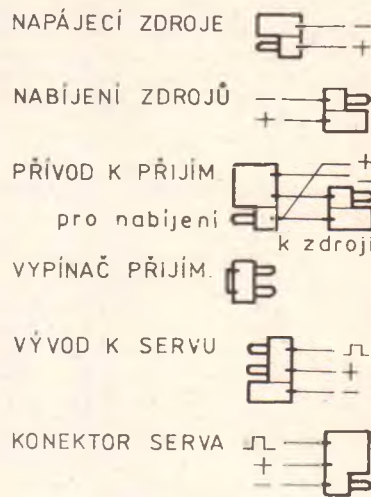 NAPÁJECÍ ZDROJE –
+
NABÍJENÍ ZDROJŮ –
+
PŘÍVOD K PŘIJÍM. +
–
pro nabíjení
k zdroji
VYPÍNAČ PŘIJÍM.
VÝVOD K SERVU
+
–
KONEKTOR SERVA
+
–